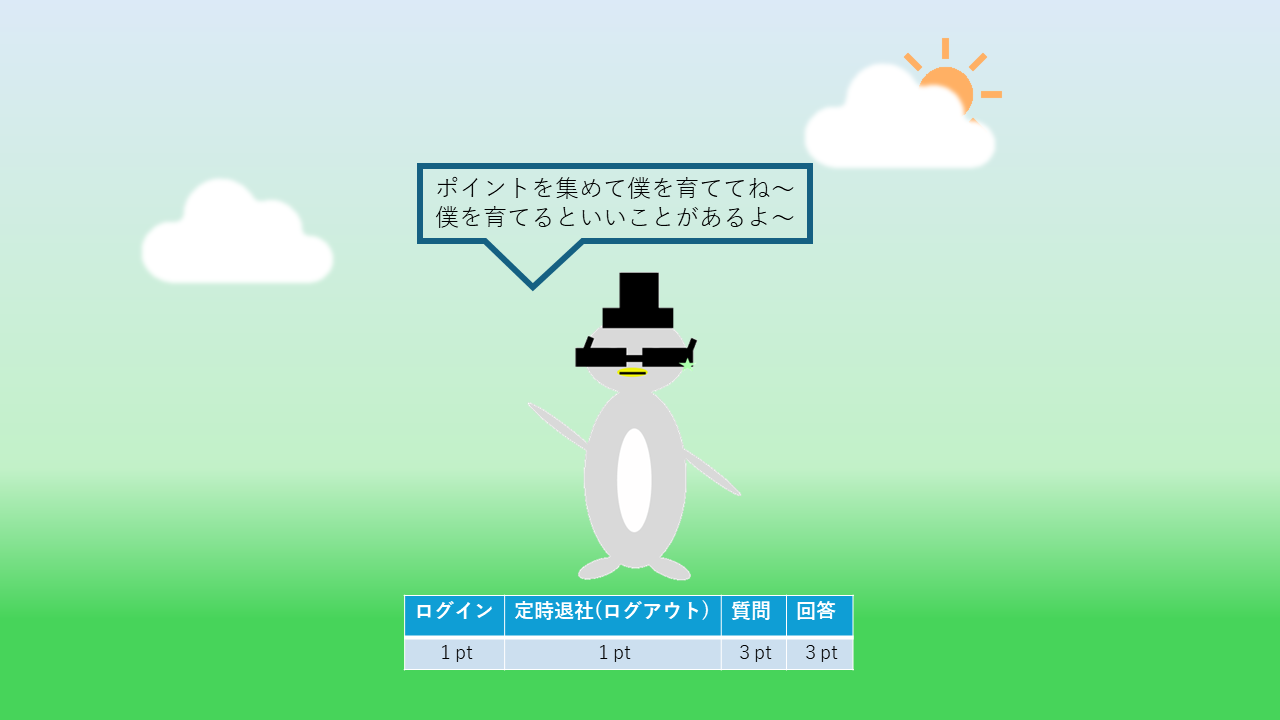 ポイントを集めて僕を育ててね～
僕を育てるといいことがあるよ～
ログイン 定時退社(ログアウト) 質問 回答
1 pt 1 pt 3 pt 3 pt